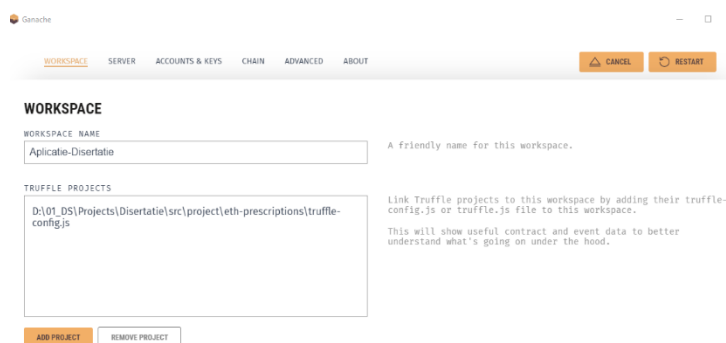 Ganache
WORKSPACE SERVER ACCOUNTS & KEYS CHAIN ADVANCED ABOUT CANCEL RESTART
WORKSPACE
WORKSPACE NAME
Aplicatie-Disertatie
A friendly name for this workspace.
TRUFFLE PROJECTS
D:\01_DS\Projects\Disertatie\src\project\eth-prescriptions\truffle-
config.js
Link Truffle projects to this workspace by adding their truffle-
config.js or truffle.js file to this workspace.
This will show useful contract and event data to better
understand what's going on under the hood.
ADD PROJECT REMOVE PROJECT